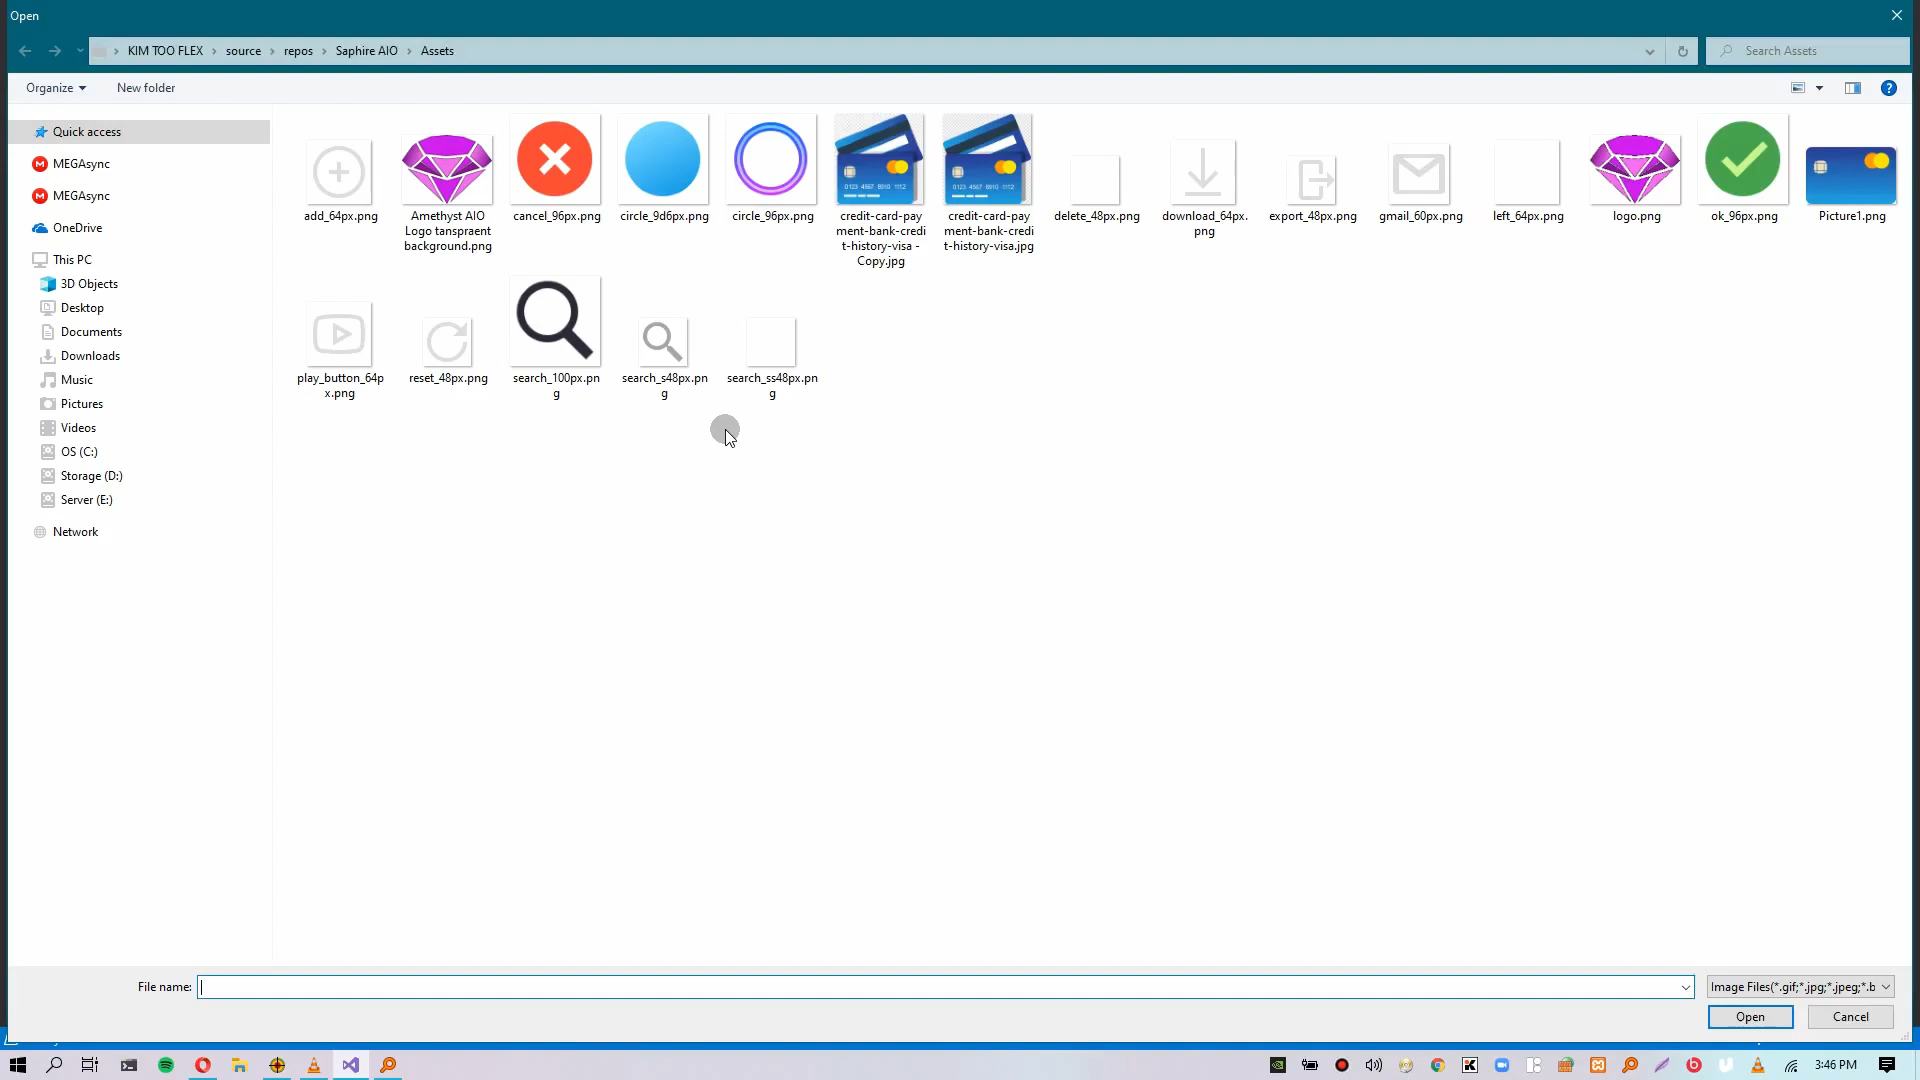 Open
KIM TOO FLEX > source > repos > Saphire AIO > Assets
Search Assets
Organize
New folder
Quick access
MEGAsync
MEGAsync
OneDrive
This PC
3D Objects
Desktop
Documents
Downloads
Music
Pictures
Videos
OS (C:)
Storage (D:)
Server (E:)
Network
add_64px.png
Amethyst AIO
Logo tanspraent
background.png
cancel_96px.png
circle_9d6px.png
circle_96px.png
credit-card-pay
ment-bank-credi
t-history-visa -
Copy.jpg
credit-card-pay
ment-bank-credi
t-history-visa.jpg
delete_48px.png
download_64px.
png
export_48px.png
gmail_60px.png
left_64px.png
logo.png
ok_96px.png
Picture1.png
play_button_64p
x.png
reset_48px.png
search_100px.pn
g
search_s48px.pn
g
search_ss48px.pn
g
File name:
Image Files(*.gif;*.jpg;*.jpeg;*.b
Open
Cancel
3:46 PM